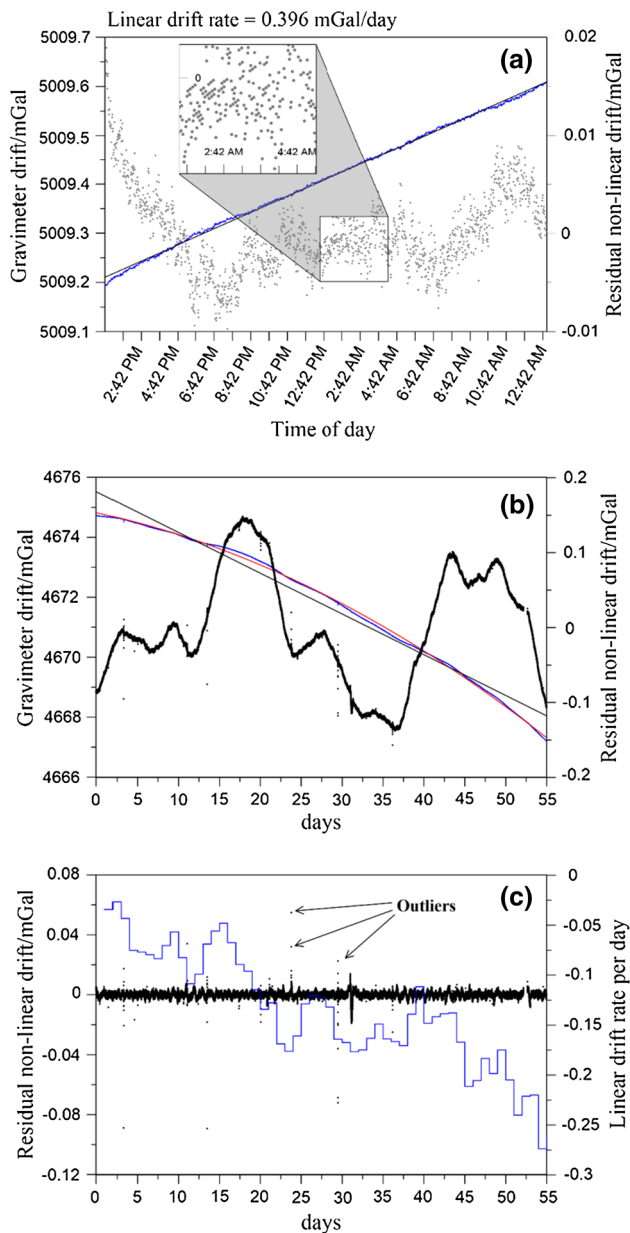 Linear drift rate = 0.396 mGal/day
(a)
Gravimeter drift/mGal
5009.7
5009.6
5009.5
5009.4
5009.3
5009.2
5009.1
0
2:42 AM 4:42 AM
0.02
0.01
0
-0.01
Residual non-linear drift/mGal
2:42 PM
4:42 PM
6:42 PM
8:42 PM
10:42 PM
12:42 PM
2:42 AM
4:42 AM
6:42 AM
8:42 AM
10:42 AM
12:42 AM
Time of day
(b)
Gravimeter drift/mGal
4676
4674
4672
4670
4668
4666
0.2
0.1
0
-0.1
-0.2
Residual non-linear drift/mGal
0 5 10 15 20 25 30 35 40 45 50 55
days
(c)
Outliers
Residual non-linear drift/mGal
0.08
0.04
0
-0.04
-0.08
-0.12
0
-0.05
-0.1
-0.15
-0.2
-0.25
-0.3
Linear drift rate per day
0 5 10 15 20 25 30 35 40 45 50 55
days